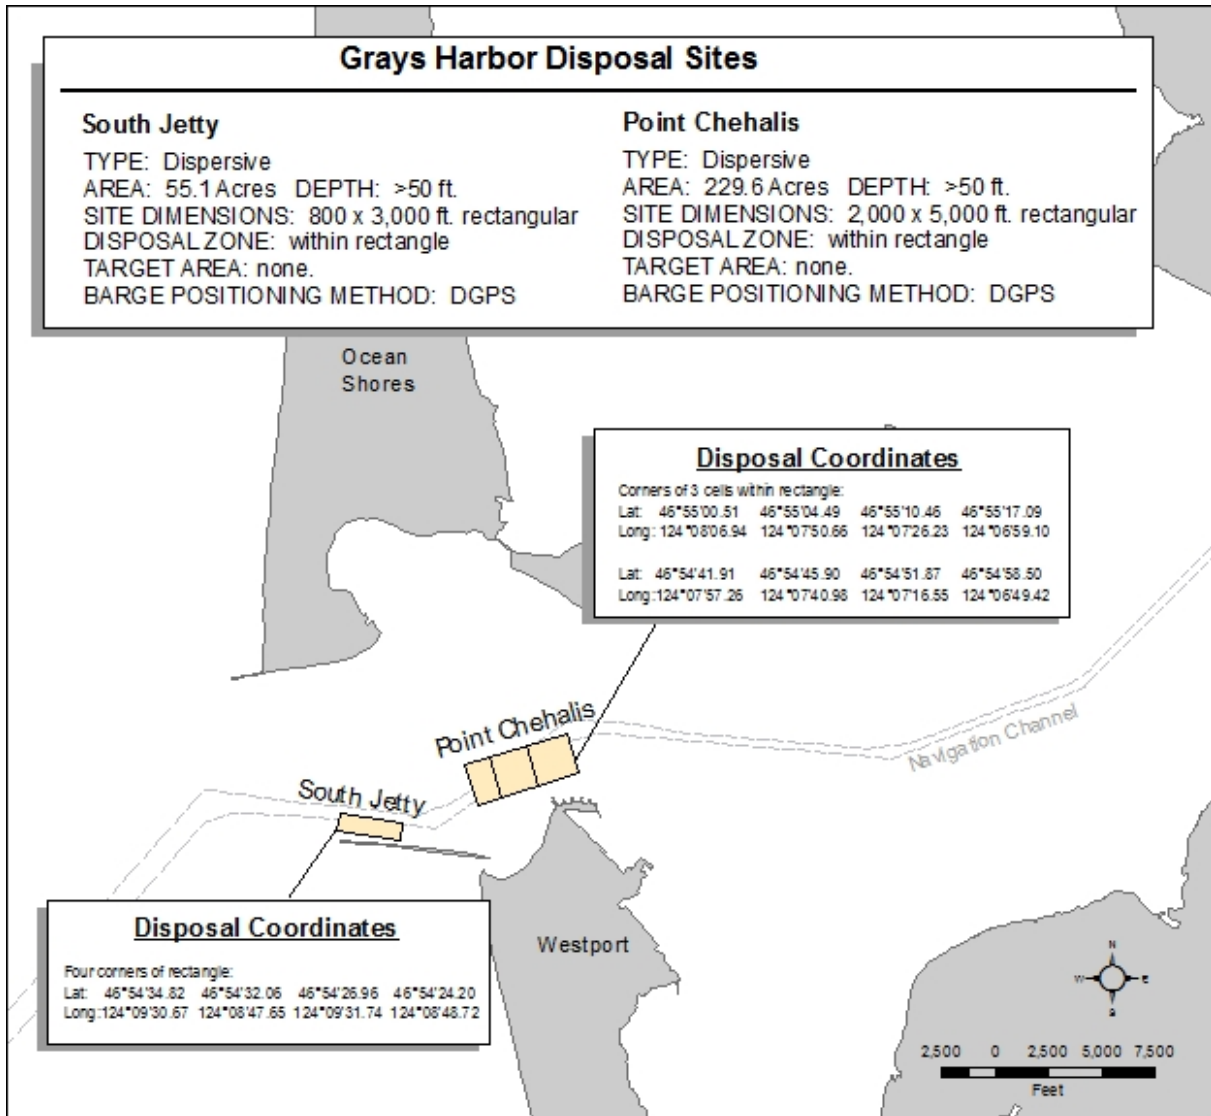 Grays Harbor Disposal Sites
South Jetty
TYPE: Dispersive
AREA: 55.1 Acres DEPTH: >50 ft.
SITE DIMENSIONS: 800 x 3,000 ft. rectangular
DISPOSAL ZONE: within rectangle
TARGET AREA: none.
BARGE POSITIONING METHOD: DGPS
Point Chehalis
TYPE: Dispersive
AREA: 229.6 Acres DEPTH: >50 ft.
SITE DIMENSIONS: 2,000 x 5,000 ft. rectangular
DISPOSAL ZONE: within rectangle
TARGET AREA: none.
BARGE POSITIONING METHOD: DGPS
Ocean
Shores
Disposal Coordinates
Corners of 3 cells within rectangle:
Lat: 46°55'00.51 46°55'04.49 46°55'10.46 46°55'17.09
Long: 124°08'06.94 124°07'50.66 124°07'26.23 124°06'59.10
Lat: 46°54'41.91 46°54'45.90 46°54'51.87 46°54'58.50
Long:124°07'57.26 124°07'40.98 124°07'16.55 124°06'49.42
Point Chehalis
Navigation Channel
South Jetty
Disposal Coordinates
Four corners of rectangle:
Lat: 46°54'34.82 46°54'32.06 46°54'26.96 46°54'24.20
Long:124°09'30.67 124°08'47.65 124°09'31.74 124°08'48.72
Westport
N
W E
S
2,500 0 2,500 5,000 7,500
Feet